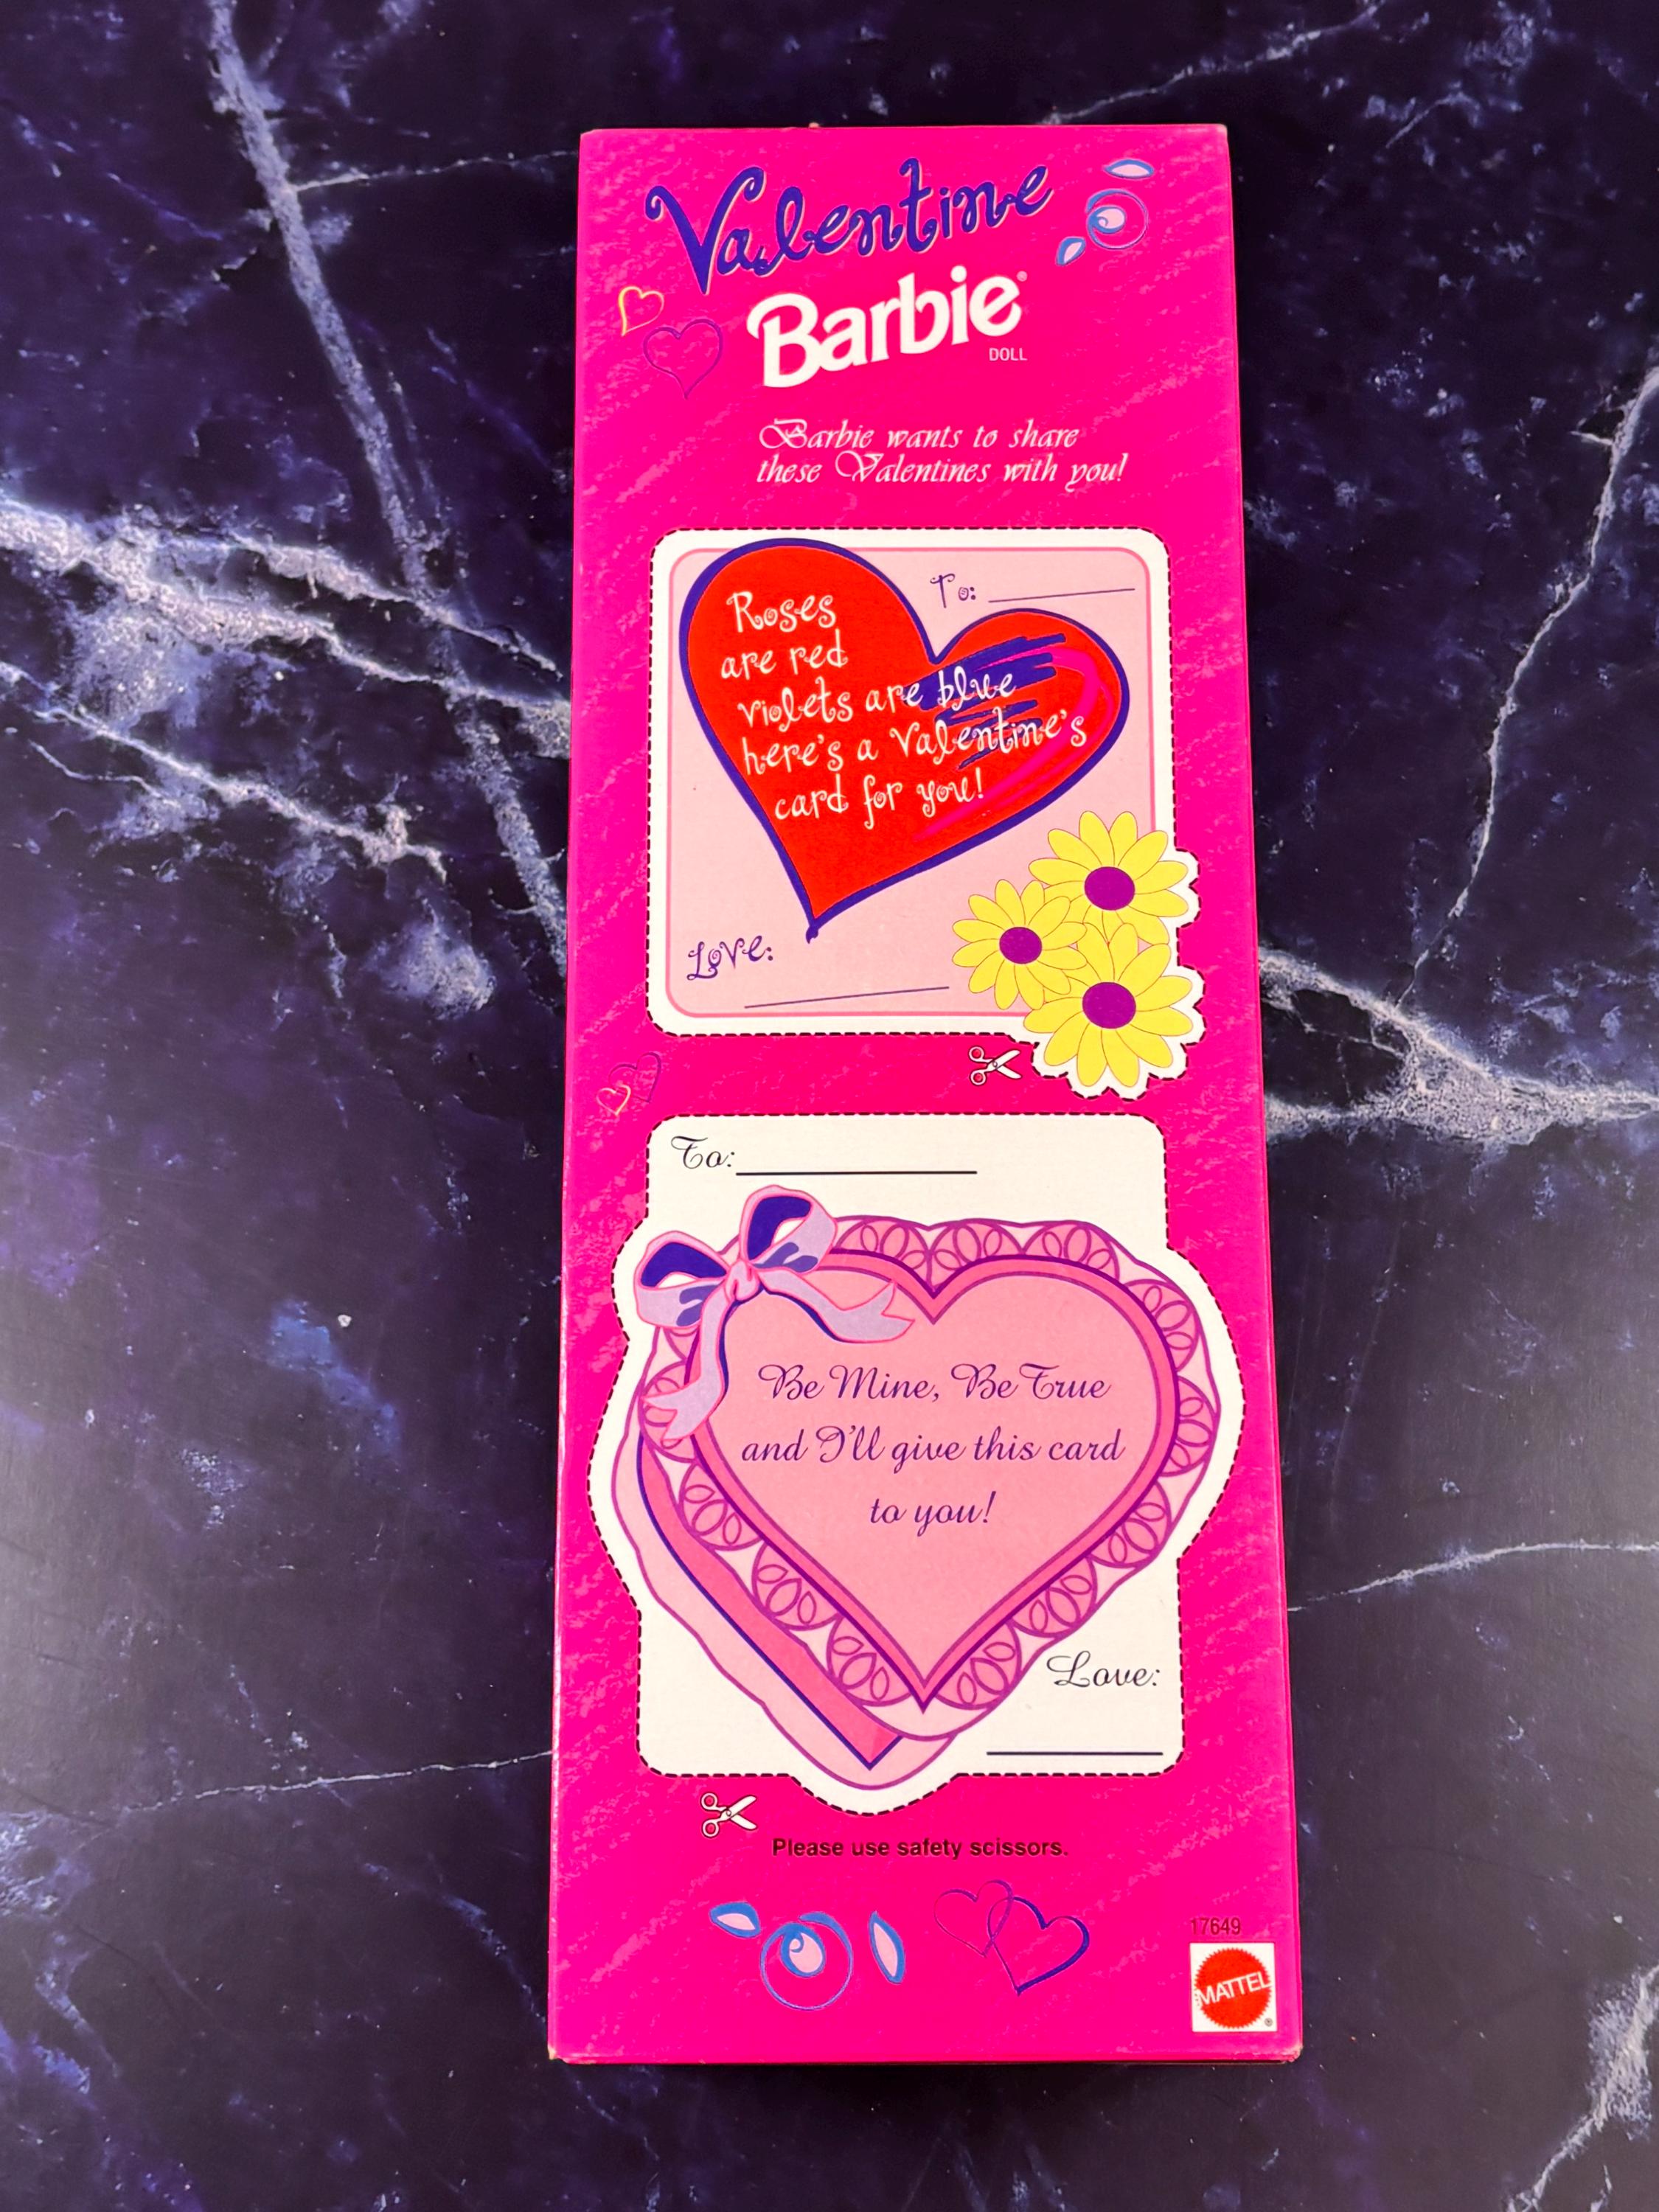 Valentine
Barbie®
DOLL
Barbie wants to share
these Valentines with you!
To:
Roses
are red
violets are blue
here's a Valentine's
card for you!
Love:
To:
Be Mine, Be True
and I'll give this card
to you!
Love:
Please use safety scissors.
17649
MATTEL®